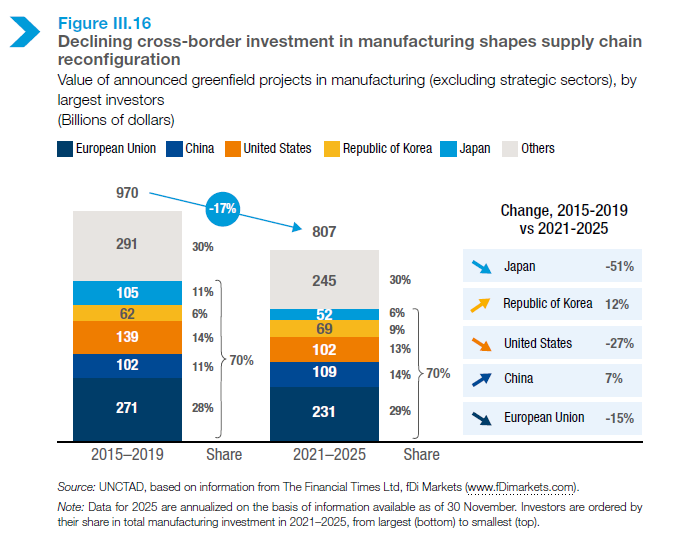 Figure III.16
Declining cross-border investment in manufacturing shapes supply chain
reconfiguration
Value of announced greenfield projects in manufacturing (excluding strategic sectors), by
largest investors
(Billions of dollars)
European Union China United States Republic of Korea Japan Others
970
-17%
807
291 30%
105 11%
62 6%
139 14%
102 11%
271 28%
70%
245 30%
52 6%
69 9%
102 13%
109 14%
231 29%
70%
2015–2019 Share 2021–2025 Share
Change, 2015-2019
vs 2021-2025
Japan -51%
Republic of Korea 12%
United States -27%
China 7%
European Union -15%
Source: UNCTAD, based on information from The Financial Times Ltd, fDi Markets (www.fDimarkets.com).
Note: Data for 2025 are annualized on the basis of information available as of 30 November. Investors are ordered by
their share in total manufacturing investment in 2021–2025, from largest (bottom) to smallest (top).